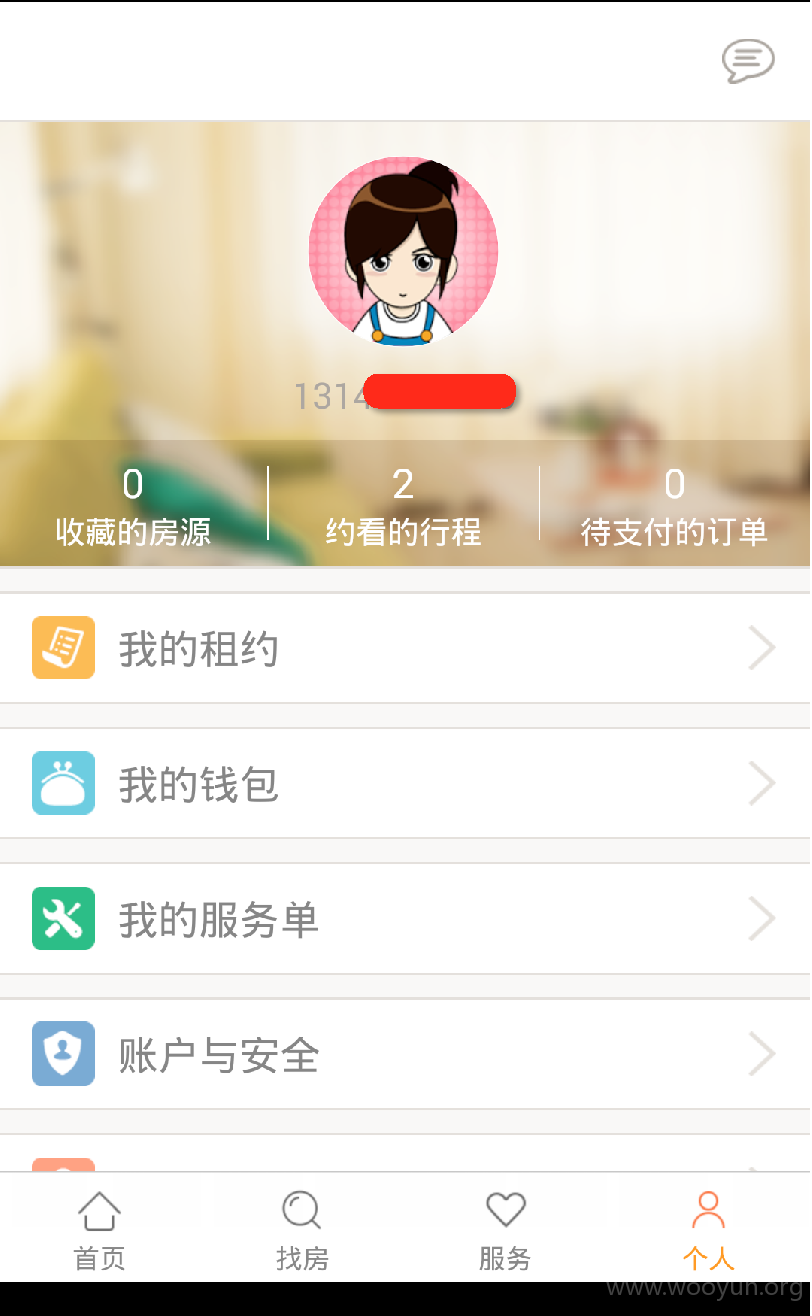 1314
0
2
0
收藏的房源
约看的行程
待支付的订单
我的租约
我的钱包
我的服务单
账户与安全
首页
找房
服务
个人
www.wooyun.org